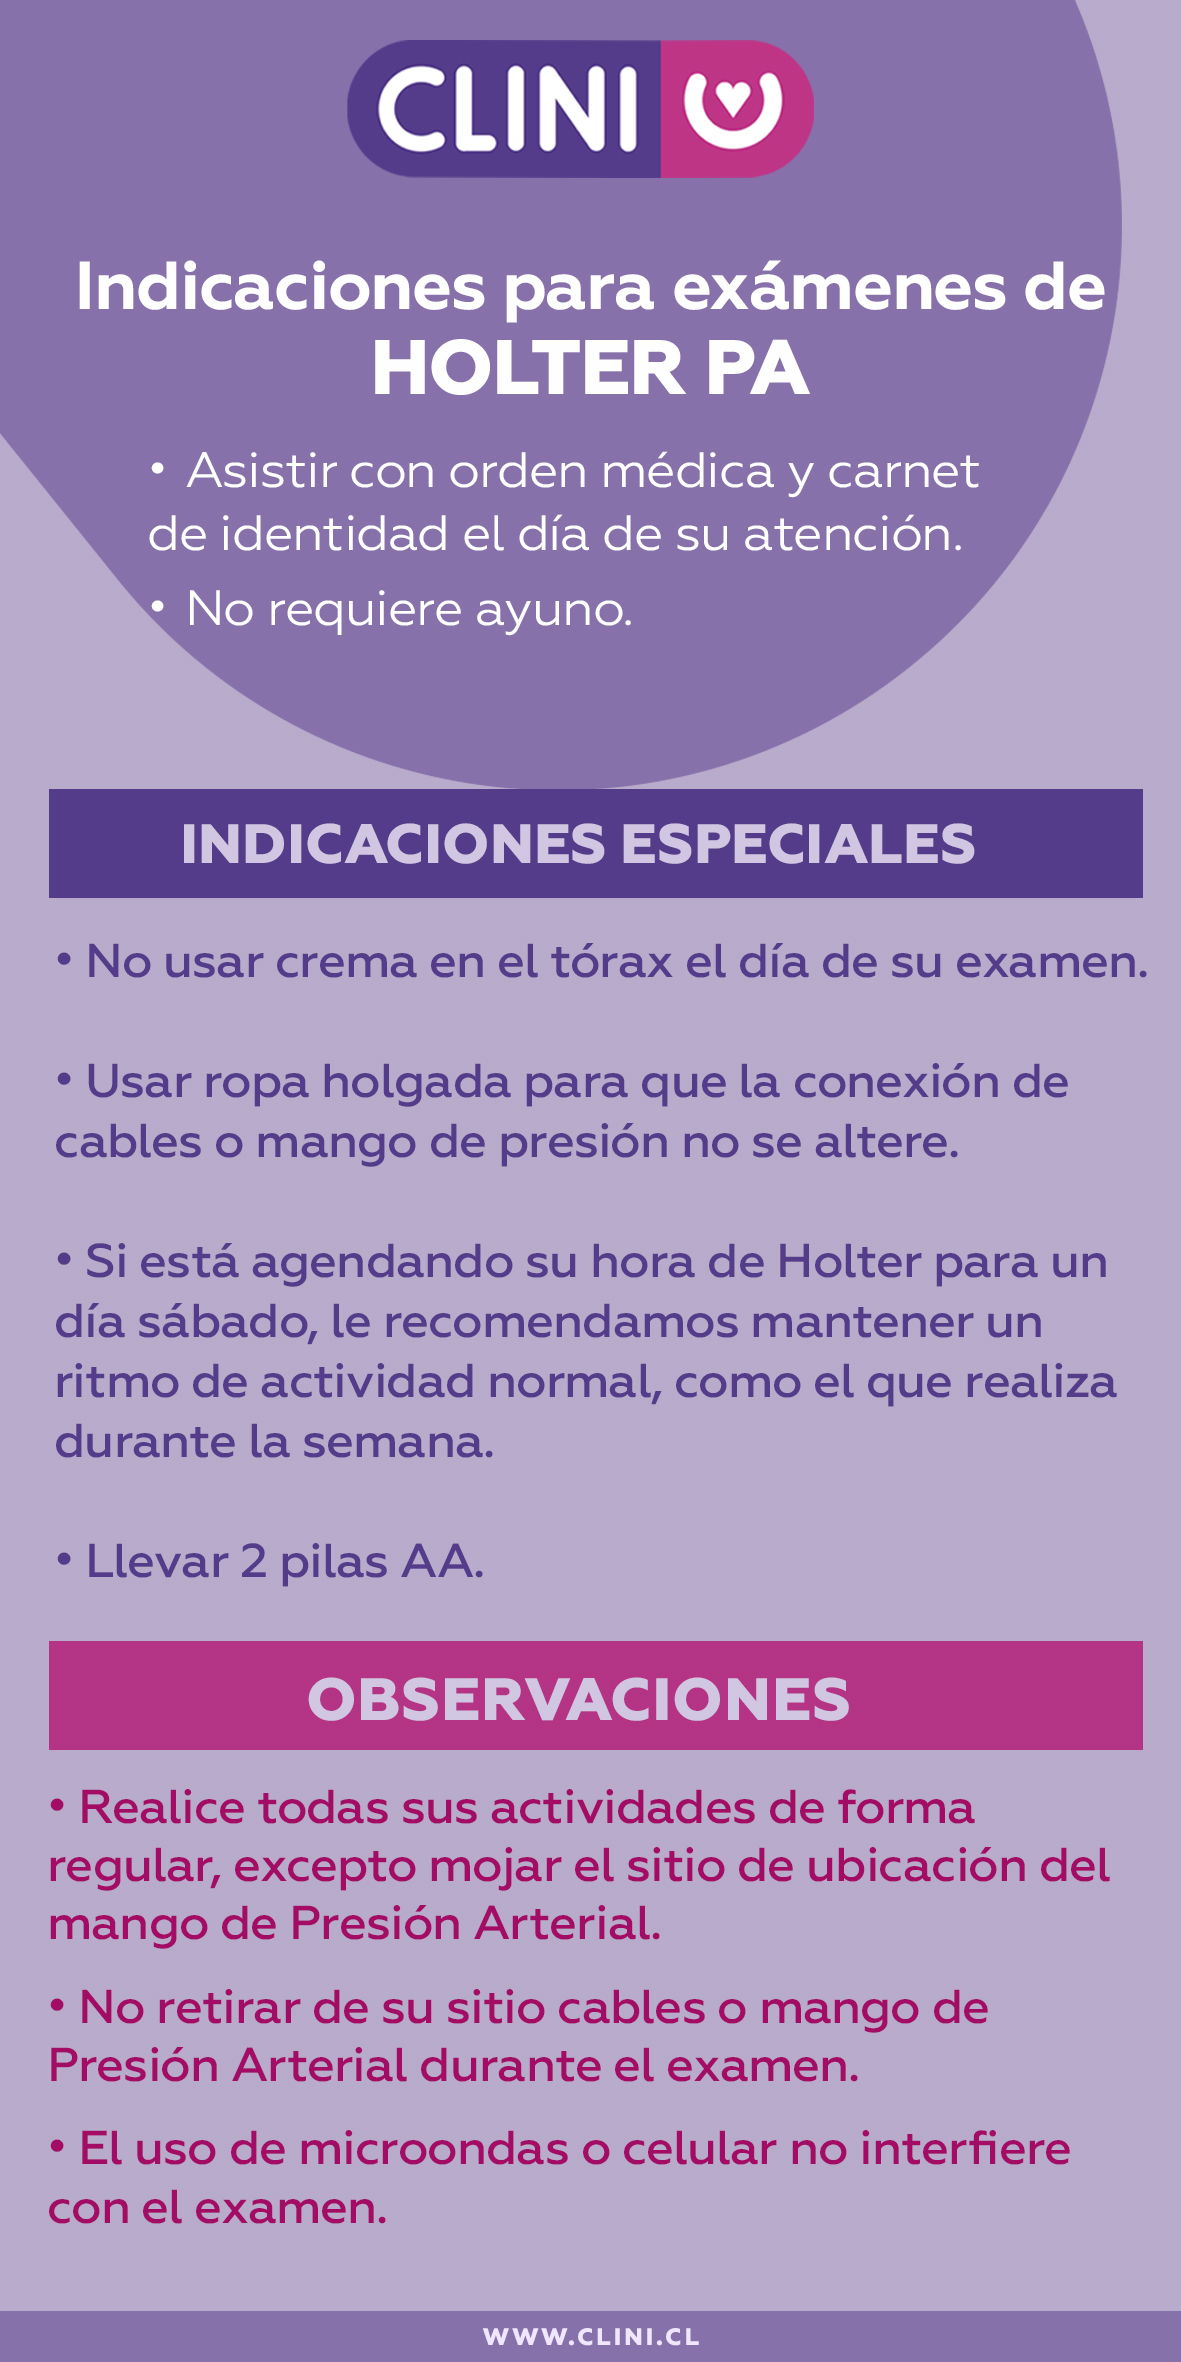 CLINI
Indicaciones para exámenes de
HOLTER PA
• Asistir con orden médica y carnet
de identidad el día de su atención.
• No requiere ayuno.
INDICACIONES ESPECIALES
• No usar crema en el tórax el día de su examen.
• Usar ropa holgada para que la conexión de
cables o mango de presión no se altere.
• Si está agendando su hora de Holter para un
día sábado, le recomendamos mantener un
ritmo de actividad normal, como el que realiza
durante la semana.
• Llevar 2 pilas AA.
OBSERVACIONES
• Realice todas sus actividades de forma
regular, excepto mojar el sitio de ubicación del
mango de Presión Arterial.
• No retirar de su sitio cables o mango de
Presión Arterial durante el examen.
• El uso de microondas o celular no interfiere
con el examen.
WWW.CLINI.CL